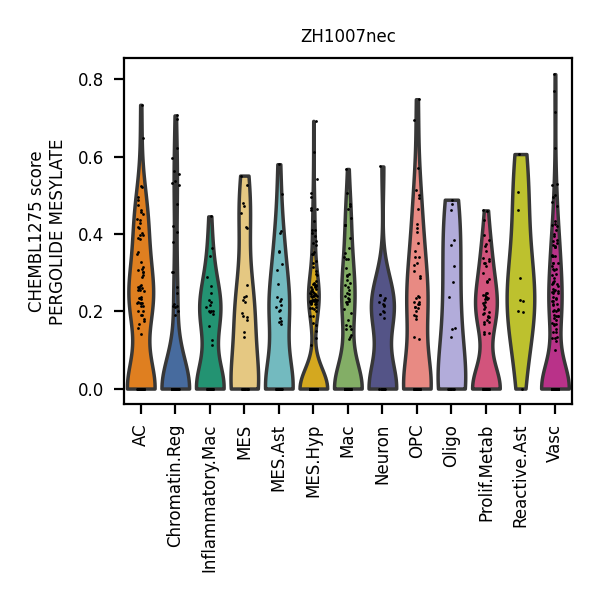 ZH1007nec
CHEMBL1275 score
PERGOLIDE MESYLATE
0.8
0.6
0.4
0.2
0.0
AC
Chromatin.Reg
Inflammatory.Mac
MES
MES.Ast
MES.Hyp
Mac
Neuron
OPC
Oligo
Prolif.Metab
Reactive.Ast
Vasc